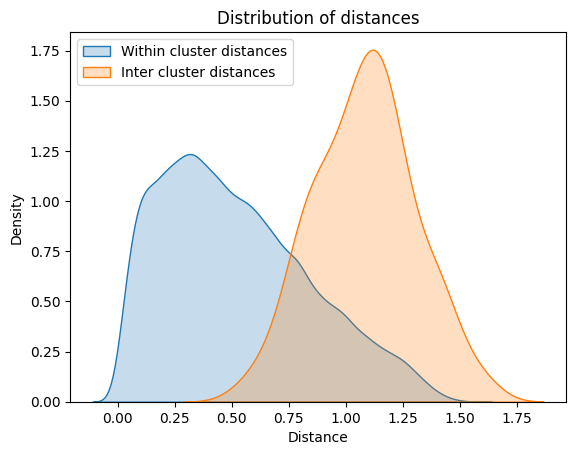 Distribution of distances
Within cluster distances
Inter cluster distances
Density
1.75
1.50
1.25
1.00
0.75
0.50
0.25
0.00
0.00 0.25 0.50 0.75 1.00 1.25 1.50 1.75
Distance